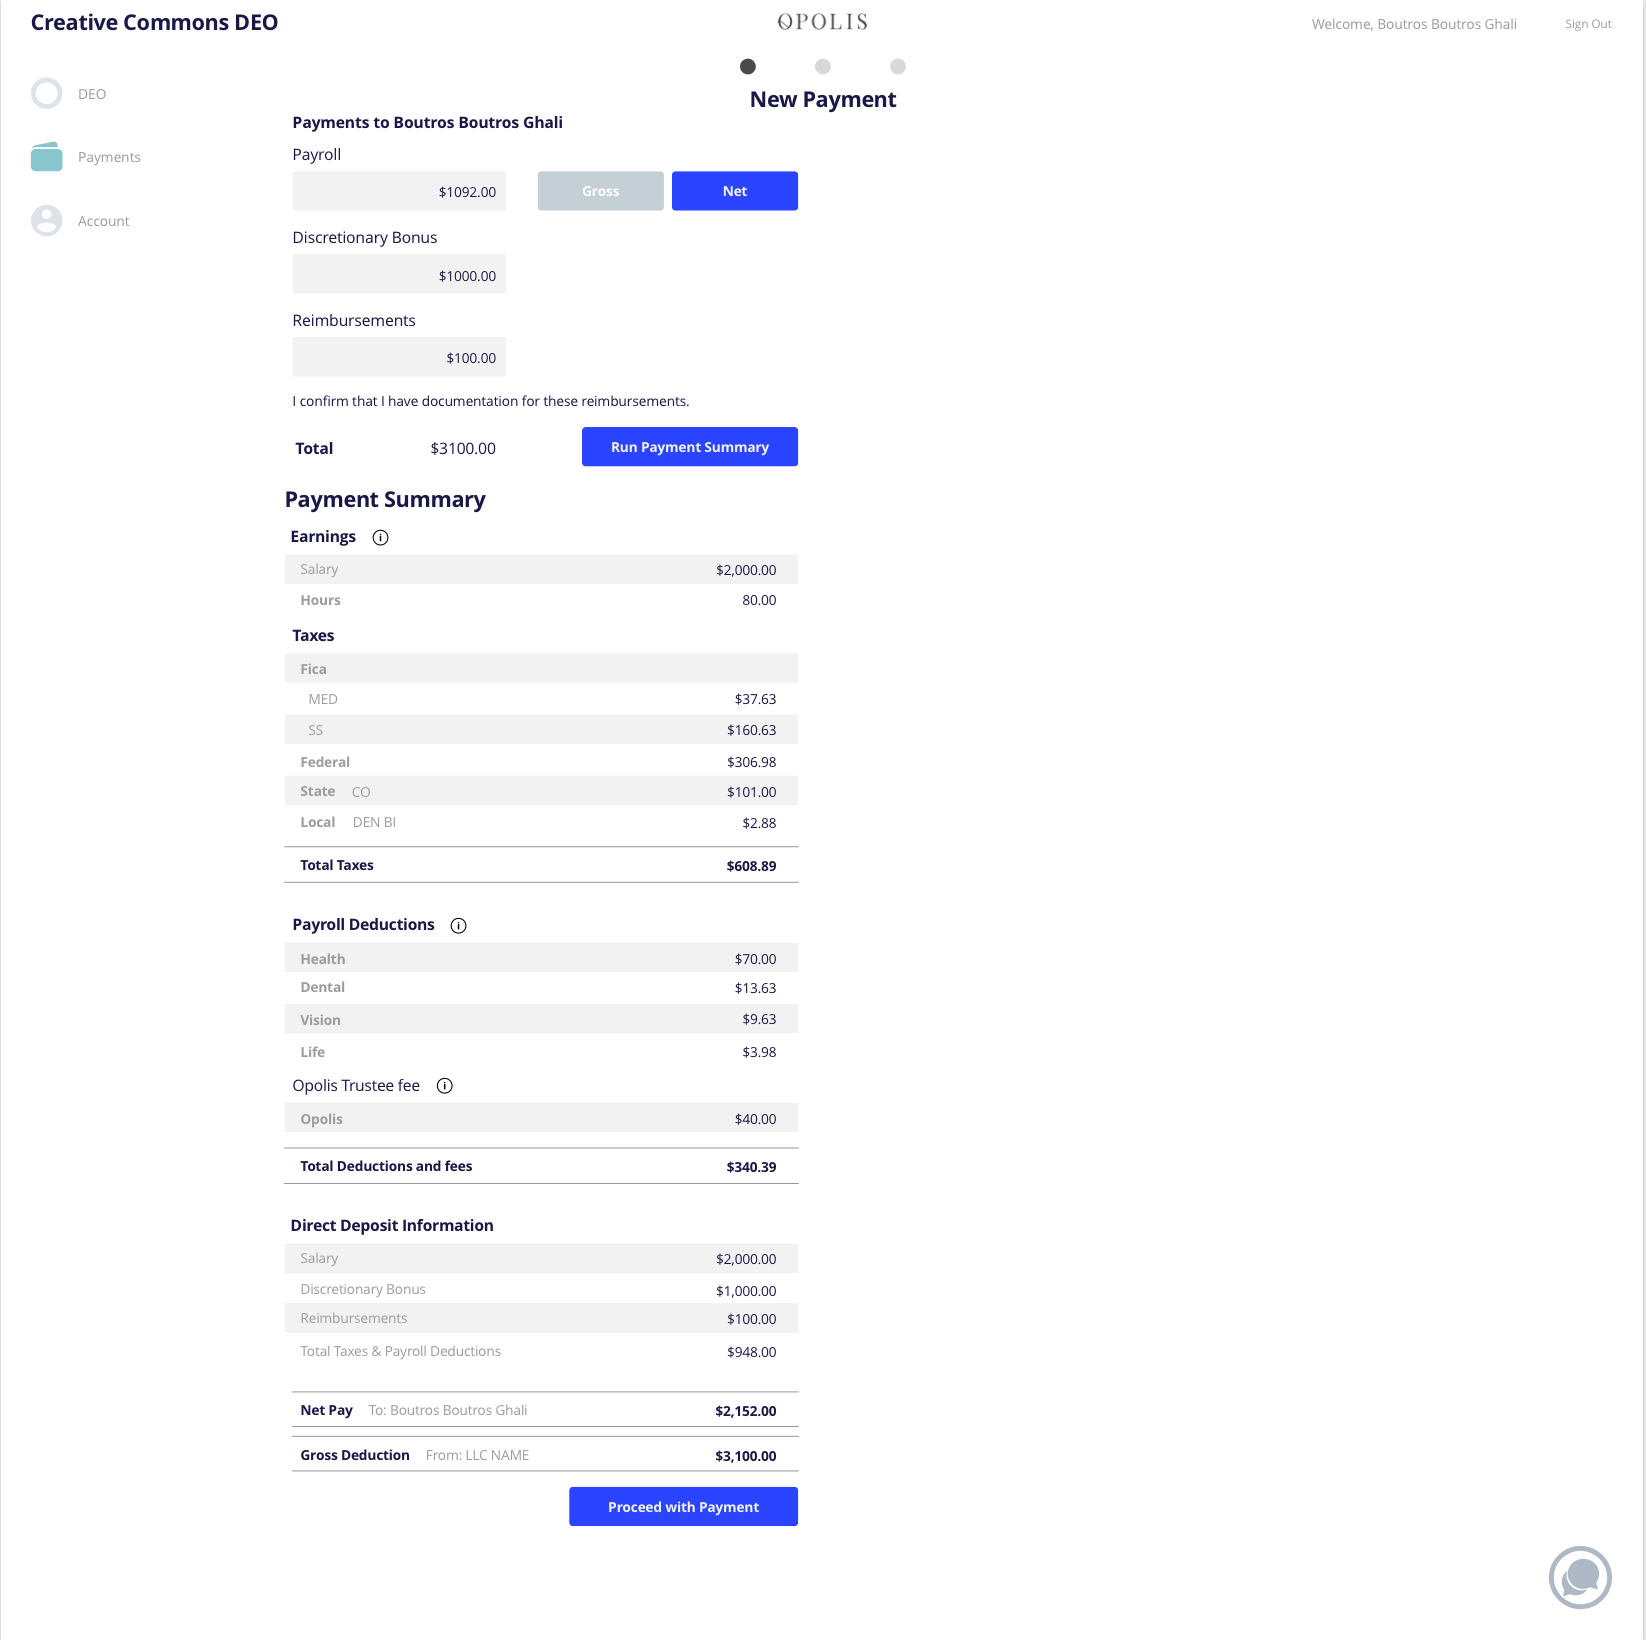 Creative Commons DEO
OPOLIS
Welcome, Boutros Boutros Ghali
Sign Out
DEO
Payments
Account
New Payment
Payments to Boutros Boutros Ghali
Payroll
$1092.00
Gross
Net
Discretionary Bonus
$1000.00
Reimbursements
$100.00
I confirm that I have documentation for these reimbursements.
Total $3100.00
Run Payment Summary
Payment Summary
Earnings
Salary $2,000.00
Hours 80.00
Taxes
Fica
MED $37.63
SS $160.63
Federal $306.98
State CO $101.00
Local DEN BI $2.88
Total Taxes $608.89
Payroll Deductions
Health $70.00
Dental $13.63
Vision $9.63
Life $3.98
Opolis Trustee fee
Opolis $40.00
Total Deductions and fees $340.39
Direct Deposit Information
Salary $2,000.00
Discretionary Bonus $1,000.00
Reimbursements $100.00
Total Taxes & Payroll Deductions $948.00
Net Pay To: Boutros Boutros Ghali $2,152.00
Gross Deduction From: LLC NAME $3,100.00
Proceed with Payment